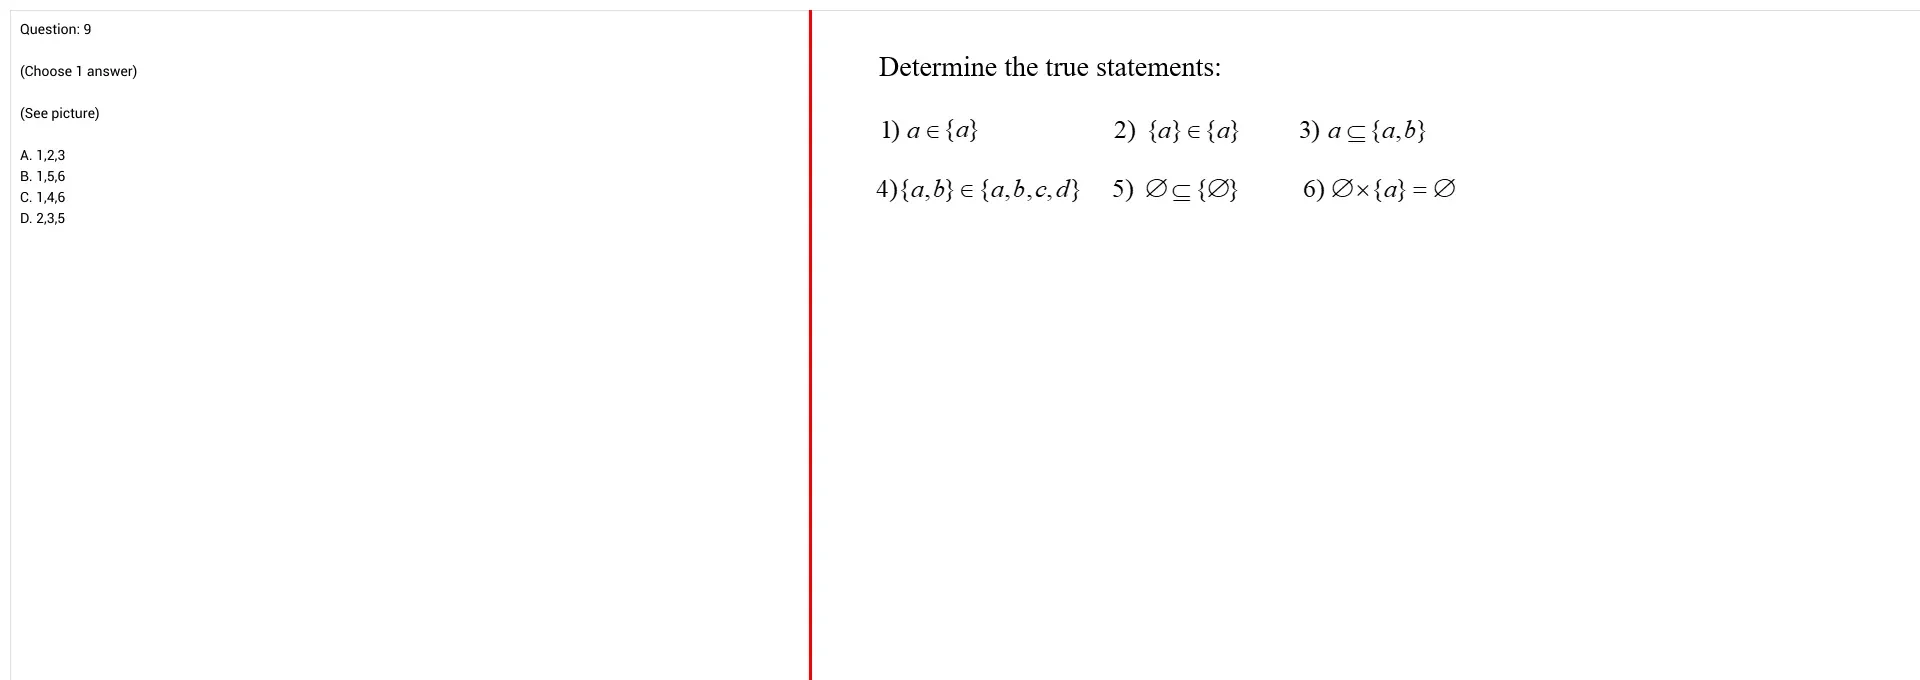 Question: 9
(Choose 1 answer)
(See picture)
A. 1,2,3
B. 1,5,6
C. 1,4,6
D. 2,3,5
Determine the true statements:
1) a ∈ {a} 2) {a} ∈ {a} 3) a ⊆ {a,b}
4){a,b} ∈ {a,b,c,d} 5) ∅ ⊆ {∅} 6) ∅×{a} = ∅